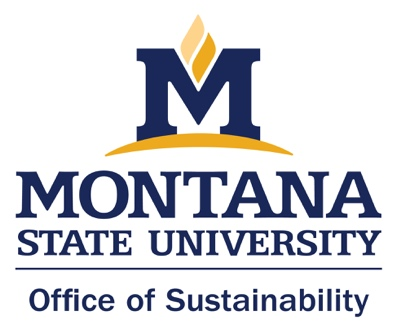 M
MONTANA
STATE UNIVERSITY
Office of Sustainability